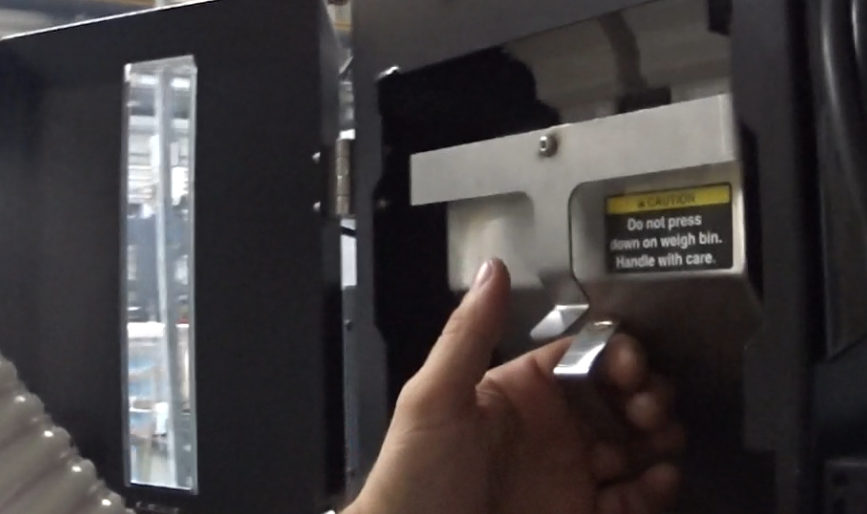 CAUTION
Do not press
down on weigh bin.
Handle with care.